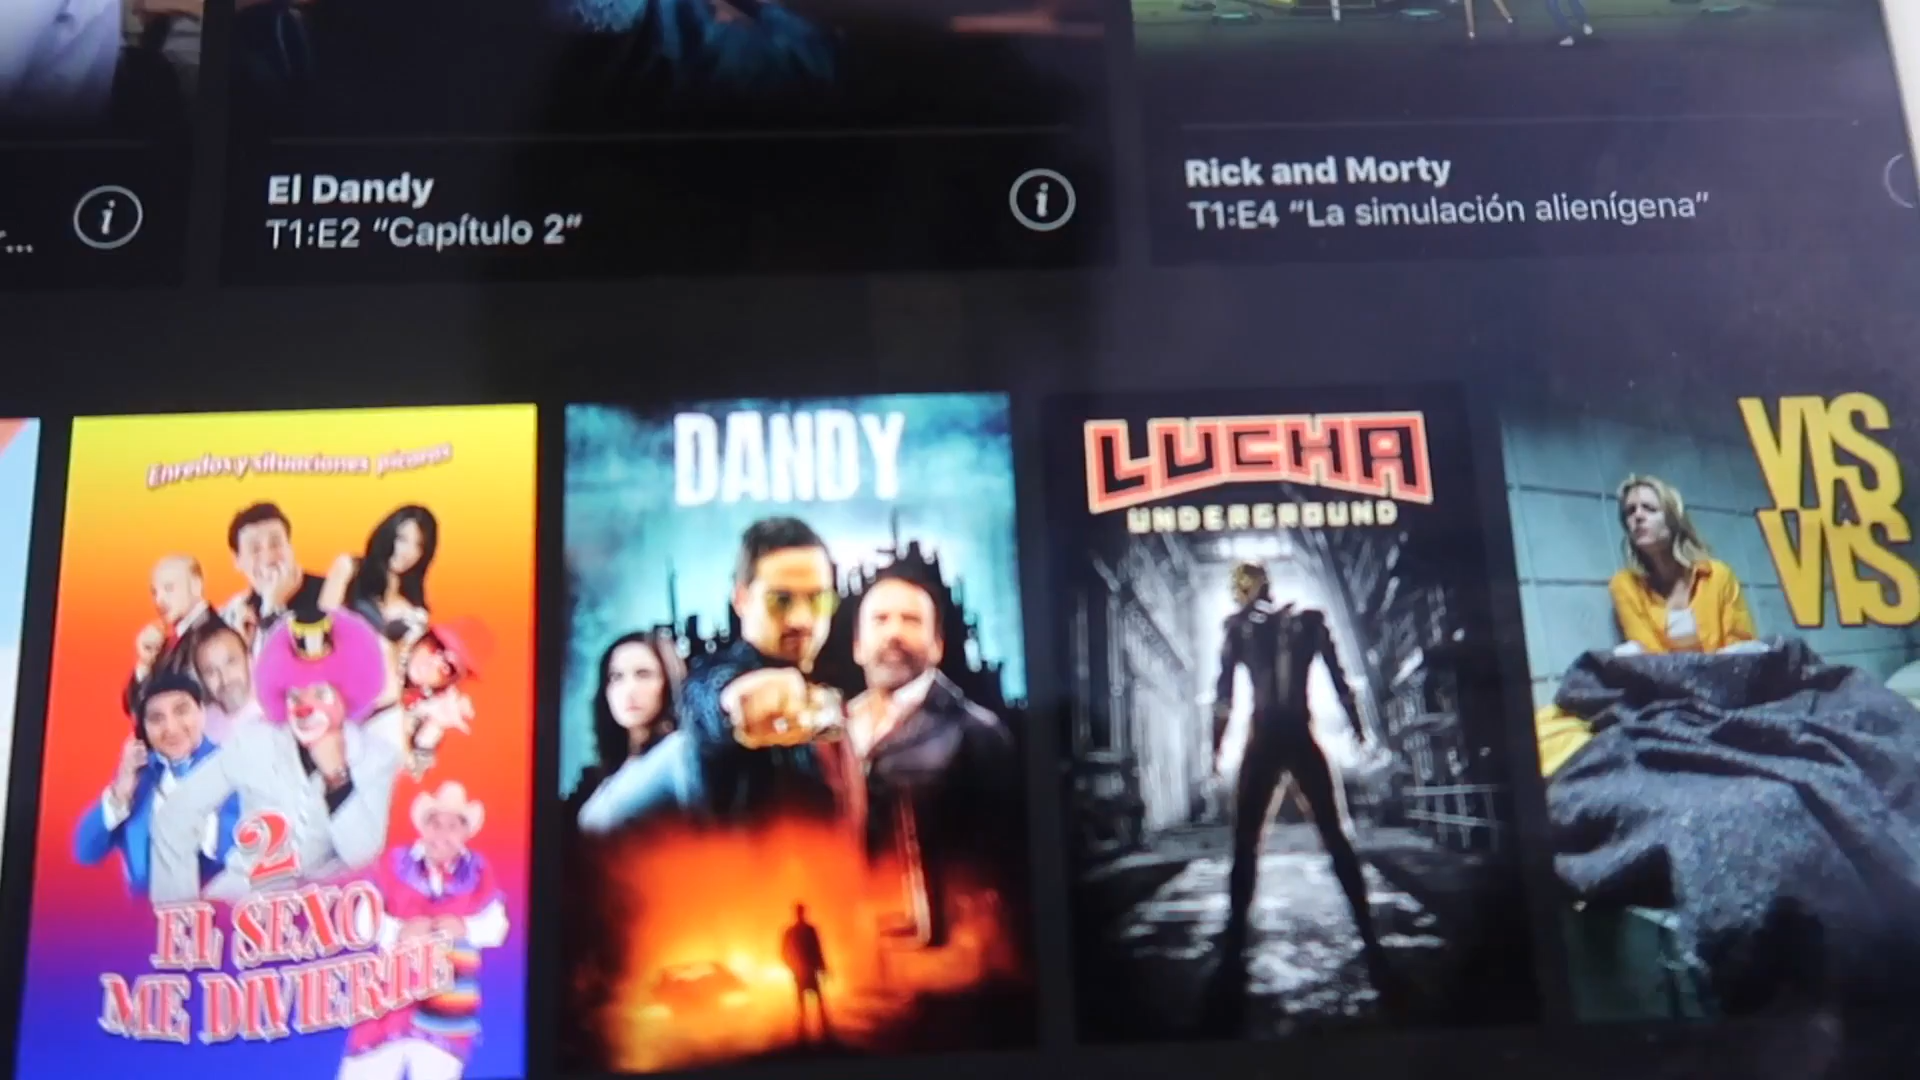 El Dandy
T1:E2 "Capítulo 2"
Rick and Morty
T1:E4 "La simulación alienígena"
Enredos y situaciones picaras
2
EL SEXO
ME DIVIERTE
DANDY
LUCHA
UNDERGROUND
VIS
A
VIS